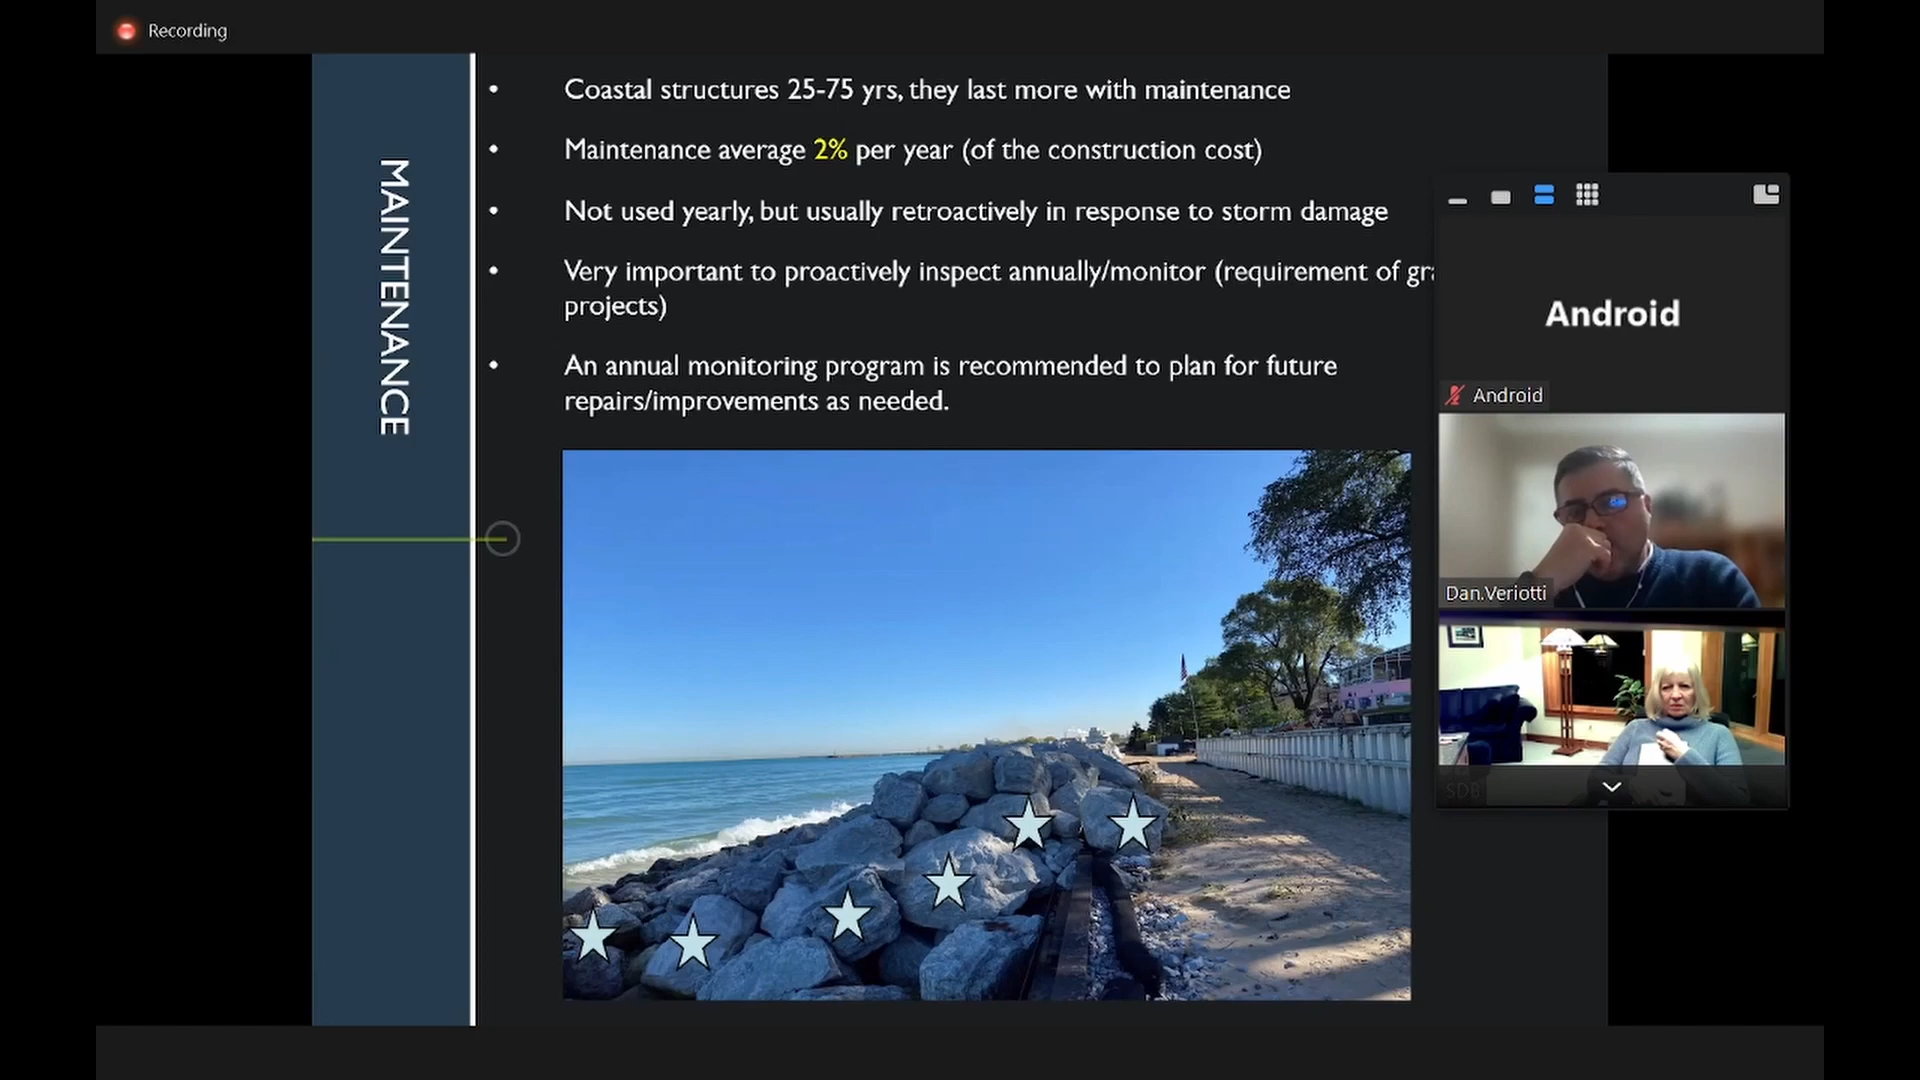 Recording
MAINTENANCE
• Coastal structures 25-75 yrs, they last more with maintenance
• Maintenance average 2% per year (of the construction cost)
• Not used yearly, but usually retroactively in response to storm damage
• Very important to proactively inspect annually/monitor (requirement of
projects)
• An annual monitoring program is recommended to plan for future
repairs/improvements as needed.
Android
Android
Dan.Veriotti
SDB